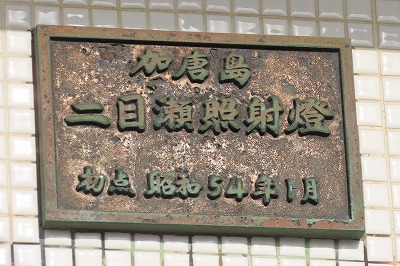 加唐島
二目瀬照射燈
初点 昭和54年1月